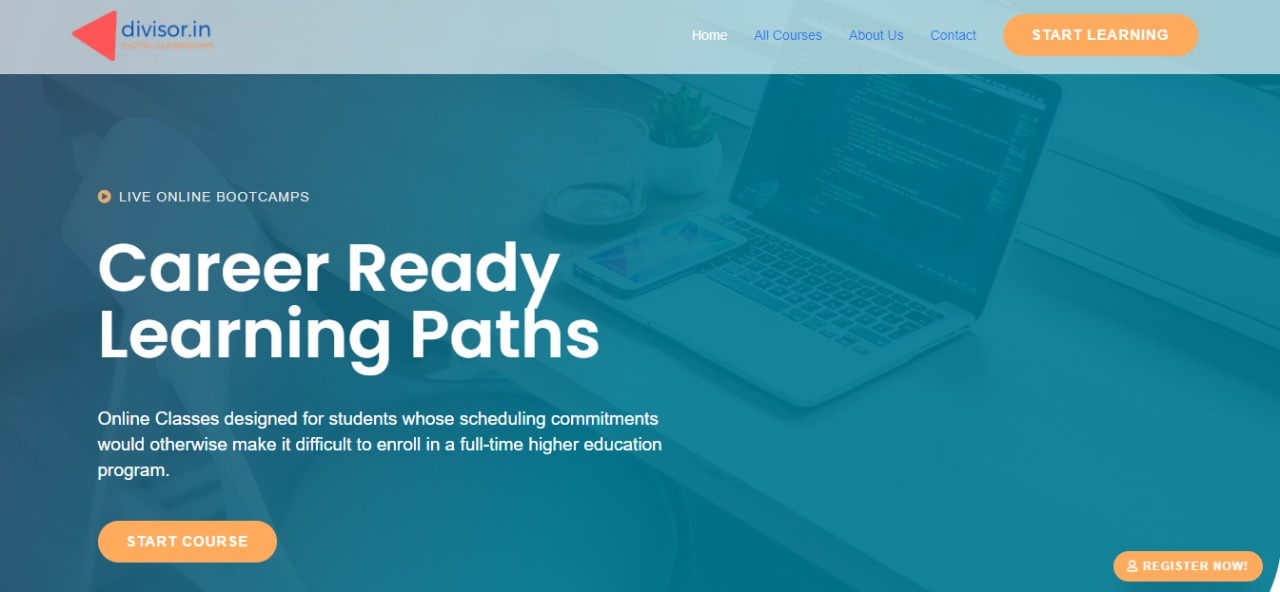 divisor.in
DIGITAL CLASSROOMS
Home All Courses About Us Contact START LEARNING
LIVE ONLINE BOOTCAMPS
Career Ready
Learning Paths
Online Classes designed for students whose scheduling commitments
would otherwise make it difficult to enroll in a full-time higher education
program.
START COURSE
REGISTER NOW!